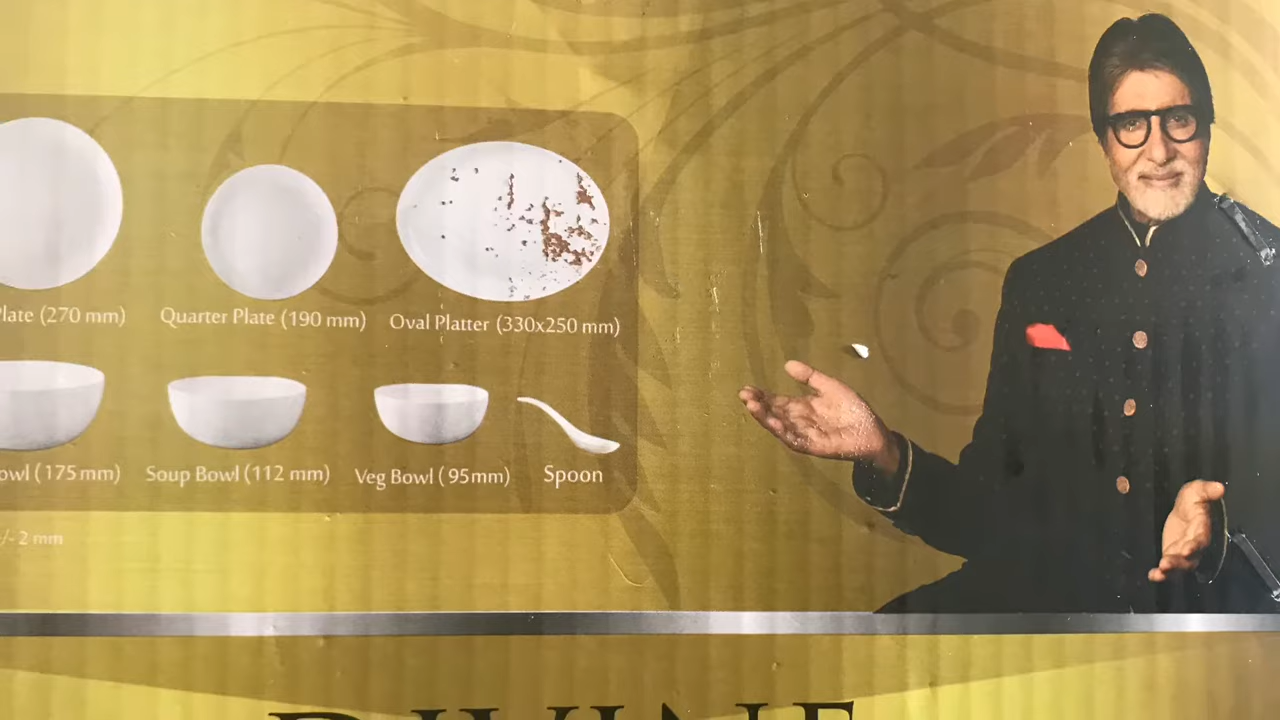 Plate (270 mm)
Quarter Plate (190 mm)
Oval Platter (330x250 mm)
(175 mm)
Soup Bowl (112 mm)
Veg Bowl ( 95mm)
Spoon
+/- 2 mm
DIVINE